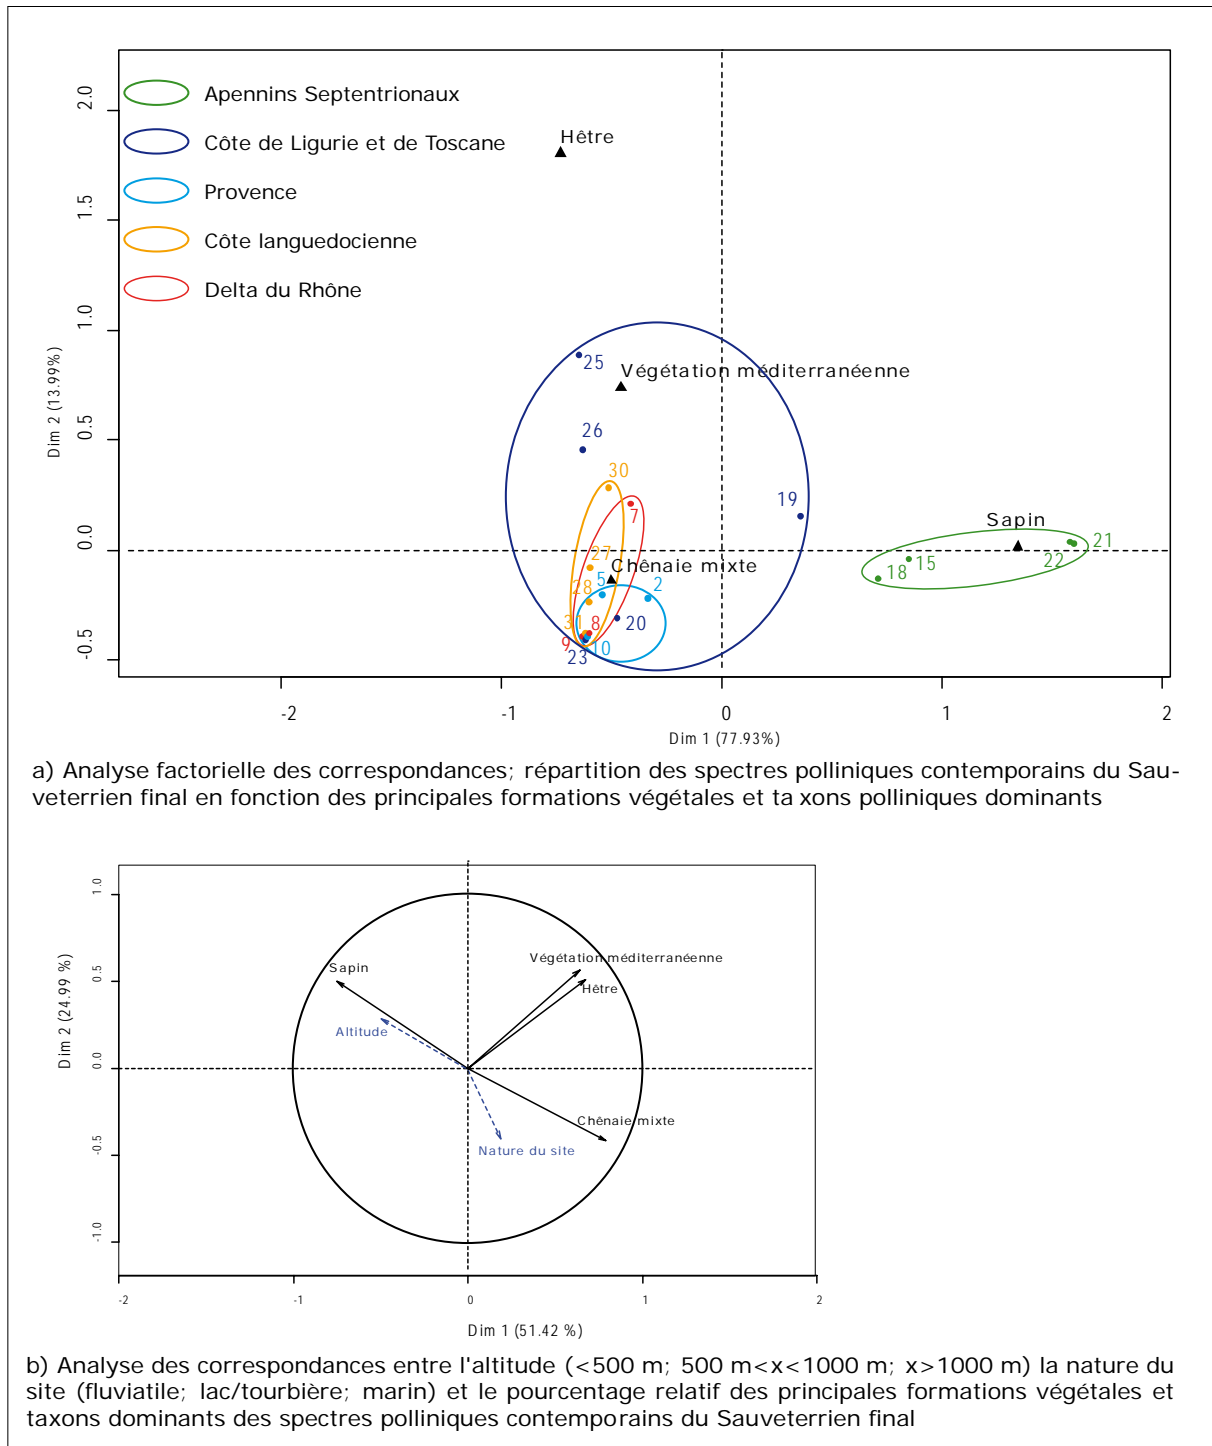 Apennins Septentrionaux
Côte de Ligurie et de Toscane
Provence
Côte languedocienne
Delta du Rhône
Hêtre
Végétation méditerranéenne
Sapin
Chênaie mixte
25
26
30
19
7
27
5
2
28
20
31
8
9
10
23
21
22
15
18
2.0
1.5
1.0
0.5
0.0
-0.5
Dim 2 (13.99%)
-2
-1
0
1
2
Dim 1 (77.93%)
a) Analyse factorielle des correspondances; répartition des spectres polliniques contemporains du Sau-
veterrien final en fonction des principales formations végétales et ta xons polliniques dominants
1.0
0.5
0.0
-0.5
-1.0
Dim 2 (24.99 %)
Sapin
Altitude
Végétation méditerranéenne
Hêtre
Chênaie mixte
Nature du site
-2
-1
0
1
2
Dim 1 (51.42 %)
b) Analyse des correspondances entre l'altitude (<500 m; 500 m<x<1000 m; x>1000 m) la nature du
site (fluviatile; lac/tourbière; marin) et le pourcentage relatif des principales formations végétales et
taxons dominants des spectres polliniques contemporains du Sauveterrien final